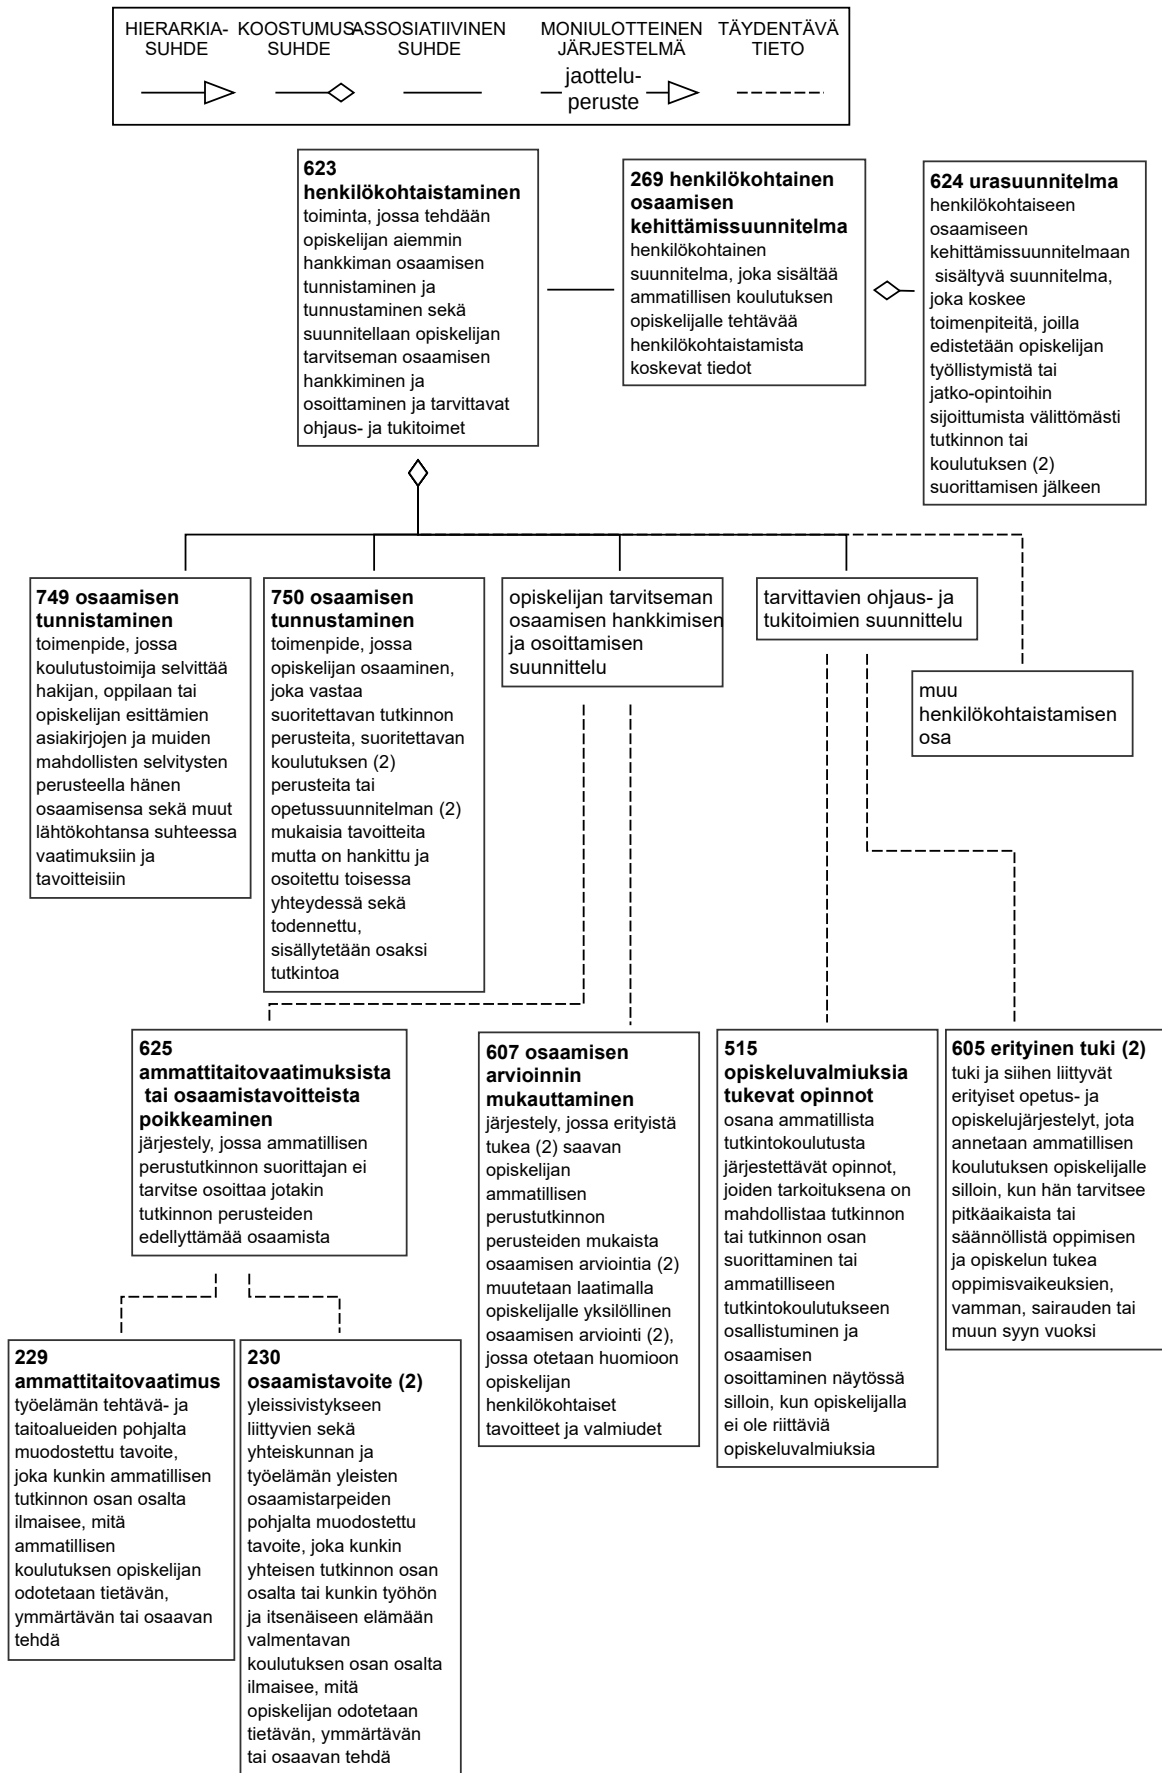 HIERARKIA-
SUHDE
KOOSTUMUS-
SUHDE
ASSOSIATIIVINEN
SUHDE
MONIULOTTEINEN
JÄRJESTELMÄ
jaottelu-
peruste
TÄYDENTÄVÄ
TIETO
623
henkilökohtaistaminen
toiminta, jossa tehdään
opiskelijan aiemmin
hankkiman osaamisen
tunnistaminen ja
tunnustaminen sekä
suunnitellaan opiskelijan
tarvitseman osaamisen
hankkiminen ja
osoittaminen ja tarvittavat
ohjaus- ja tukitoimet
269 henkilökohtainen
osaamisen
kehittämissuunnitelma
henkilökohtainen
suunnitelma, joka sisältää
ammatillisen koulutuksen
opiskelijalle tehtävää
henkilökohtaistamista
koskevat tiedot
624 urasuunnitelma
henkilökohtaiseen
osaamiseen
kehittämissuunnitelmaan
sisältyvä suunnitelma,
joka koskee
toimenpiteitä, joilla
edistetään opiskelijan
työllistymistä tai
jatko-opintoihin
sijoittumista välittömästi
tutkinnon tai
koulutuksen (2)
suorittamisen jälkeen
749 osaamisen
tunnistaminen
toimenpide, jossa
koulutustoimija selvittää
hakijan, oppilaan tai
opiskelijan esittämien
asiakirjojen ja muiden
mahdollisten selvitysten
perusteella hänen
osaamisensa sekä muut
lähtökohtansa suhteessa
vaatimuksiin ja
tavoitteisiin
750 osaamisen
tunnustaminen
toimenpide, jossa
opiskelijan osaaminen,
joka vastaa
suoritettavan tutkinnon
perusteita, suoritettavan
koulutuksen (2)
perusteita tai
opetussuunnitelman (2)
mukaisia tavoitteita
mutta on hankittu ja
osoitettu toisessa
yhteydessä sekä
todennettu,
sisällytetään osaksi
tutkintoa
opiskelijan tarvitseman
osaamisen hankkimisen
ja osoittamisen
suunnittelu
tarvittavien ohjaus- ja
tukitoimien suunnittelu
muu
henkilökohtaistamisen
osa
625
ammattitaitovaatimuksista
tai osaamistavoitteista
poikkeaminen
järjestely, jossa ammatillisen
perustutkinnon suorittajan ei
tarvitse osoittaa jotakin
tutkinnon perusteiden
edellyttämää osaamista
607 osaamisen
arvioinnin
mukauttaminen
järjestely, jossa erityistä
tukea (2) saavan
opiskelijan
ammatillisen
perustutkinnon
perusteiden mukaista
osaamisen arviointia (2)
muutetaan laatimalla
opiskelijalle yksilöllinen
osaamisen arviointi (2),
jossa otetaan huomioon
opiskelijan
henkilökohtaiset
tavoitteet ja valmiudet
515
opiskeluvalmiuksia
tukevat opinnot
osana ammatillista
tutkintokoulutusta
järjestettävät opinnot,
joiden tarkoituksena on
mahdollistaa tutkinnon
tai tutkinnon osan
suorittaminen tai
ammatilliseen
tutkintokoulutukseen
osallistuminen ja
osaamisen
osoittaminen näytössä
silloin, kun opiskelijalla
ei ole riittäviä
opiskeluvalmiuksia
605 erityinen tuki (2)
tuki ja siihen liittyvät
erityiset opetus- ja
opiskelujärjestelyt, jota
annetaan ammatillisen
koulutuksen opiskelijalle
silloin, kun hän tarvitsee
pitkäaikaista tai
säännöllistä oppimisen
ja opiskelun tukea
oppimisvaikeuksien,
vamman, sairauden tai
muun syyn vuoksi
229
ammattitaitovaatimus
työelämän tehtävä- ja
taitoalueiden pohjalta
muodostettu tavoite,
joka kunkin ammatillisen
tutkinnon osan osalta
ilmaisee, mitä
ammatillisen
koulutuksen opiskelijan
odotetaan tietävän,
ymmärtävän tai osaavan
tehdä
230
osaamistavoite (2)
yleissivistykseen
liittyvien sekä
yhteiskunnan ja
työelämän yleisten
osaamistarpeiden
pohjalta muodostettu
tavoite, joka kunkin
yhteisen tutkinnon osan
osalta tai kunkin työhön
ja itsenäiseen elämään
valmentavan
koulutuksen osan osalta
ilmaisee, mitä
opiskelijan odotetaan
tietävän, ymmärtävän
tai osaavan tehdä